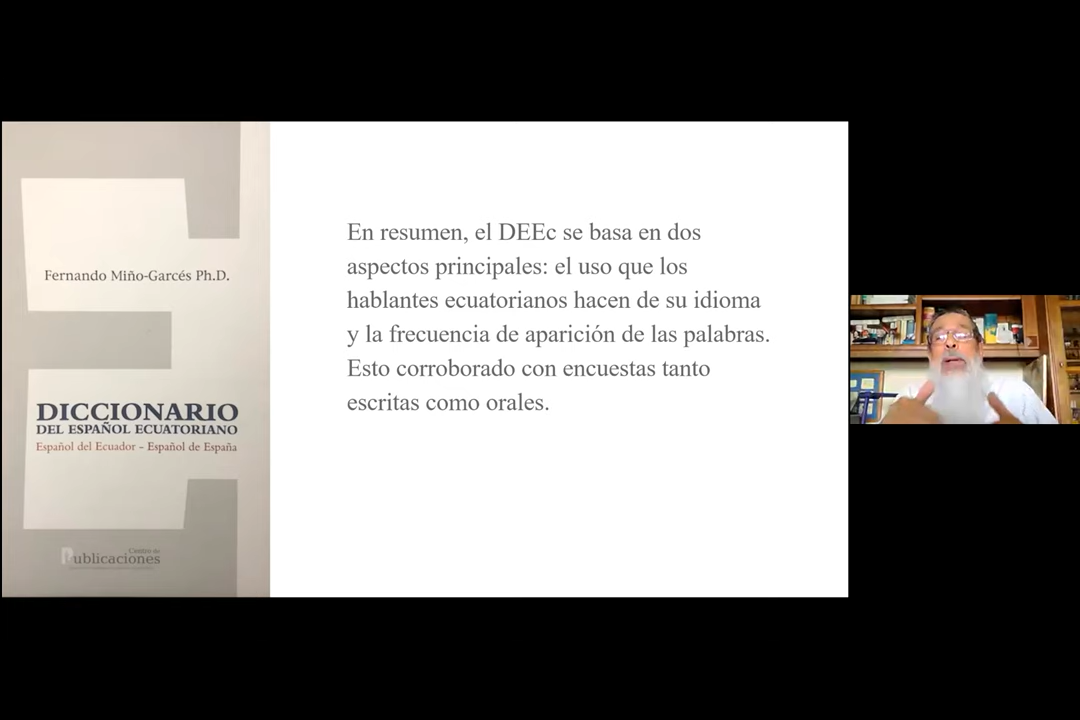 Fernando Miño-Garcés Ph.D.
DICCIONARIO
DEL ESPAÑOL ECUATORIANO
Español del Ecuador – Español de España
Centro de
Publicaciones
En resumen, el DEEc se basa en dos
aspectos principales: el uso que los
hablantes ecuatorianos hacen de su idioma
y la frecuencia de aparición de las palabras.
Esto corroborado con encuestas tanto
escritas como orales.